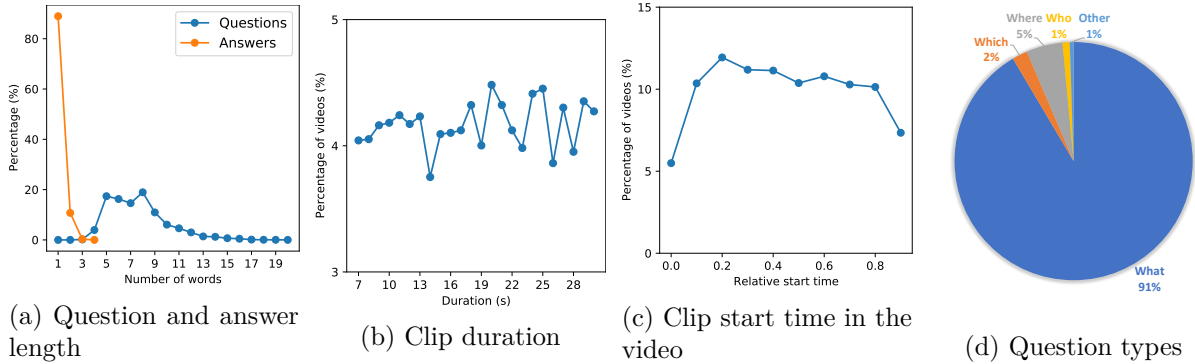 80
60
40
20
0
Percentage (%)
Questions
Answers
1 3 5 7 9 11 13 15 17 19
Number of words
(a) Question and answer
length
5
4
3
Percentage of videos (%)
7 10 13 16 19 22 25 28
Duration (s)
(b) Clip duration
15
10
5
0
Percentage of videos (%)
0.0 0.2 0.4 0.6 0.8
Relative start time
(c) Clip start time in the
video
Where
5%
Who
1%
Other
1%
Which
2%
What
91%
(d) Question types